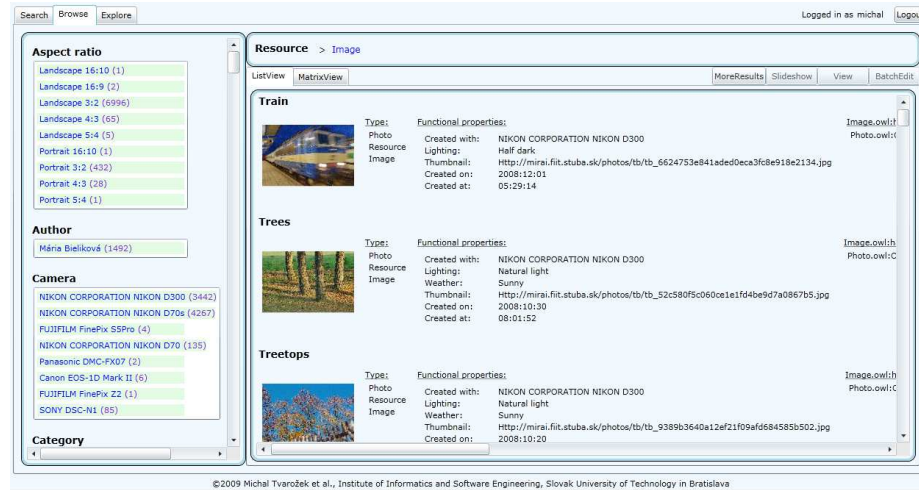 Search Browse Explore Logged in as michal Logou
Aspect ratio
Landscape 16:10 (1)
Landscape 16:9 (2)
Landscape 3:2 (6996)
Landscape 4:3 (65)
Landscape 5:4 (5)
Portrait 16:10 (1)
Portrait 3:2 (432)
Portrait 4:3 (28)
Portrait 5:4 (1)
Author
Mária Bieliková (1492)
Camera
NIKON CORPORATION NIKON D300 (3442)
NIKON CORPORATION NIKON D70s (4267)
FUJIFILM FinePix S5Pro (4)
NIKON CORPORATION NIKON D70 (135)
Panasonic DMC-FX07 (2)
Canon EOS-1D Mark II (6)
FUJIFILM FinePix Z2 (1)
SONY DSC-N1 (85)
Category
Resource > Image
ListView MatrixView MoreResults Slideshow View BatchEdit
Train
Type: Functional properties: Image.owl:h
Photo Created with: NIKON CORPORATION NIKON D300 Photo.owl:C
Resource Lighting: Half dark
Image Thumbnail: Http://mirai.fiit.stuba.sk/photos/tb/tb_6624753e841aded0eca3fc8e918e2134.jpg
Created on: 2008:12:01
Created at: 05:29:14
Trees
Type: Functional properties: Image.owl:h
Photo Created with: NIKON CORPORATION NIKON D300 Photo.owl:C
Resource Lighting: Natural light
Image Weather: Sunny
Thumbnail: Http://mirai.fiit.stuba.sk/photos/tb/tb_52c580f5c060ce1e1fd4be9d7a0867b5.jpg
Created on: 2008:10:30
Created at: 08:01:52
Treetops
Type: Functional properties: Image.owl:h
Photo Created with: NIKON CORPORATION NIKON D300 Photo.owl:C
Resource Lighting: Natural light
Image Weather: Sunny
Thumbnail: Http://mirai.fiit.stuba.sk/photos/tb/tb_9389b3640a12ef21f09afd684585b502.jpg
Created on: 2008:10:20
©2009 Michal Tvarožek et al., Institute of Informatics and Software Engineering, Slovak University of Technology in Bratislava